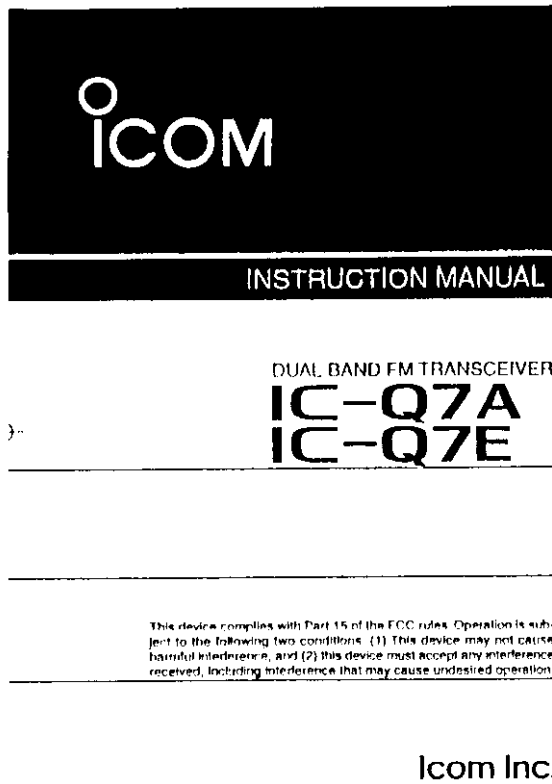 iCOM
INSTRUCTION MANUAL
DUAL BAND FM TRANSCEIVER
IC-Q7A
IC-Q7E
This device complies with Part 15 of the FCC rules. Operation is sub-
ject to the following two conditions: (1) This device may not cause
harmful interference, and (2) this device must accept any interference
received, including interference that may cause undesired operation.
Icom Inc.